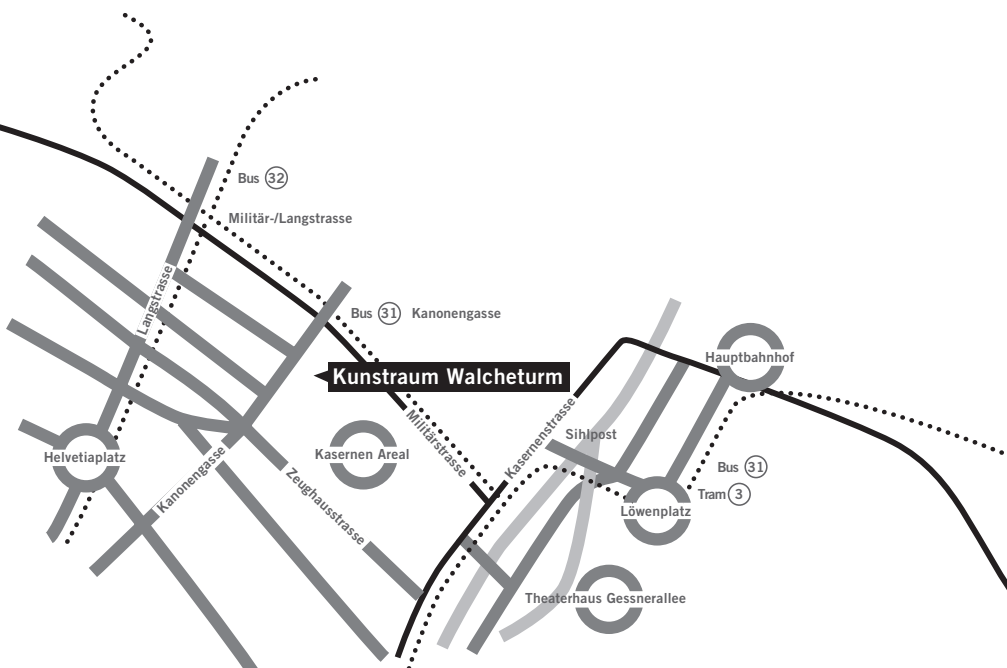 Bus 32
Militär-/Langstrasse
Langstrasse
Bus 31 Kanonengasse
Hauptbahnhof
Kunstraum Walcheturm
Militärstrasse
Kasernenstrasse
Sihlpost
Kasernen Areal
Helvetiaplatz
Kanonengasse
Zeughausstrasse
Bus 31
Tram 3
Löwenplatz
Theaterhaus Gessnerallee